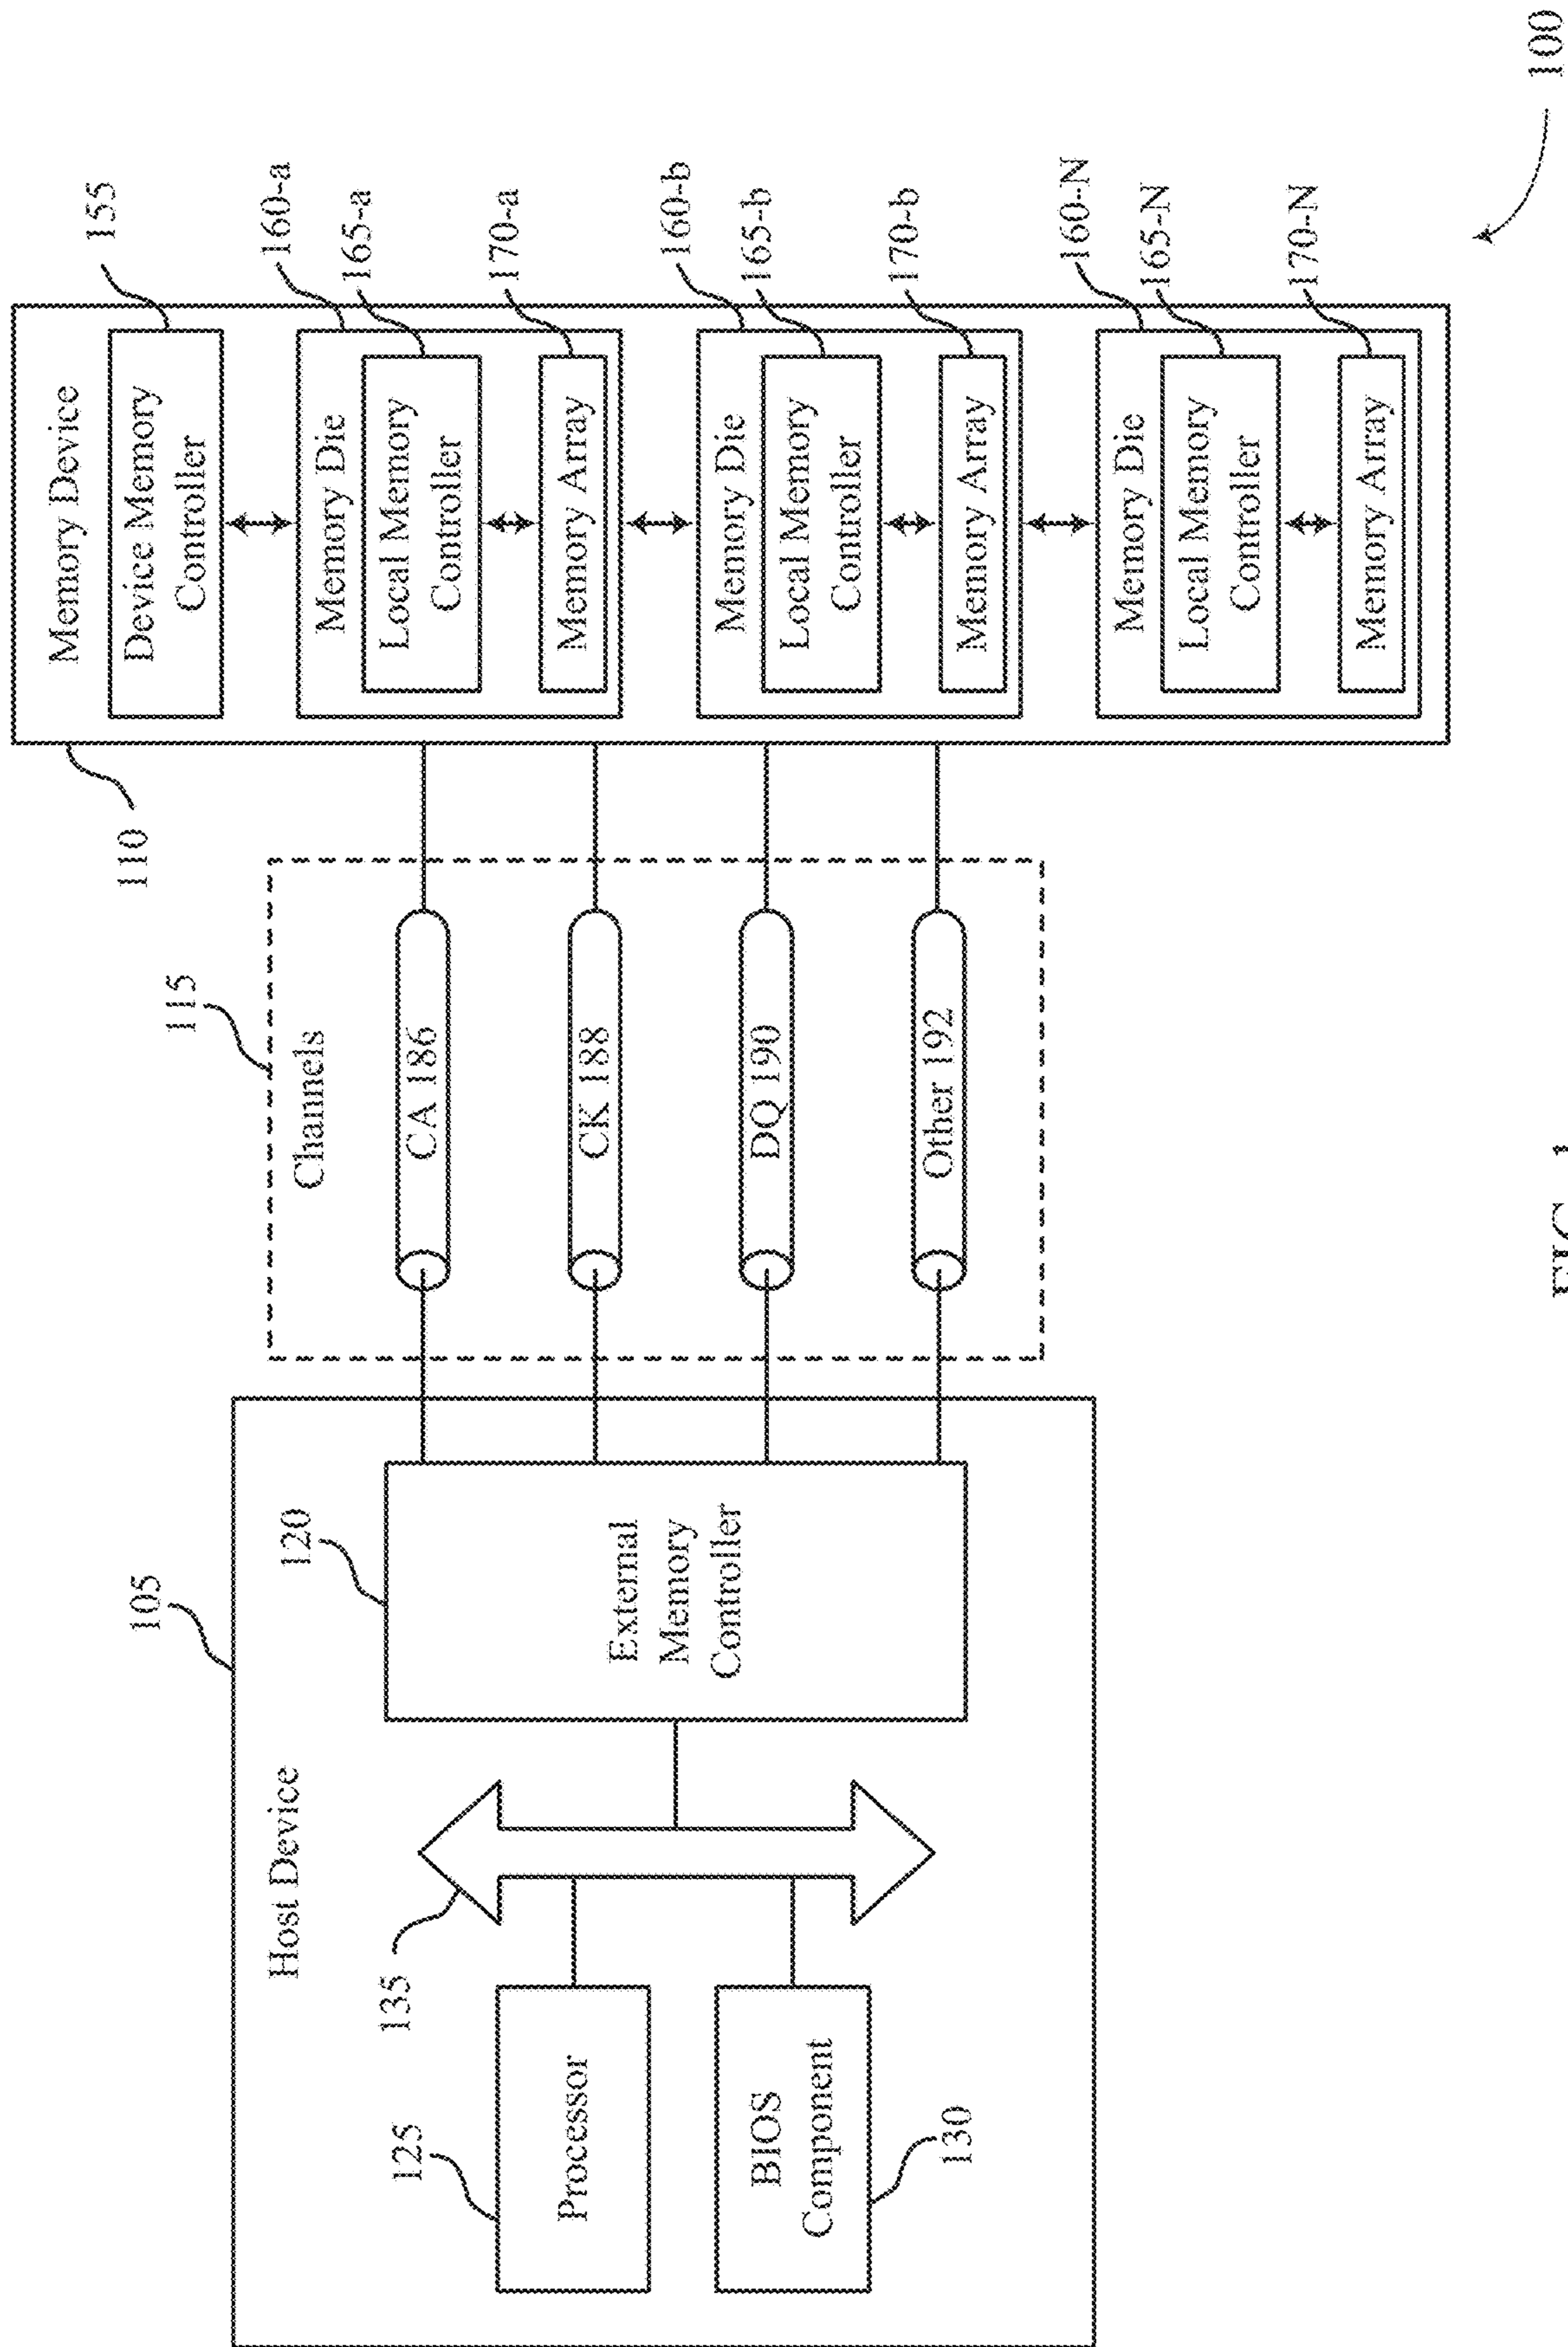 105
Host Device
125
Processor
BIOS
Component
130
135
120
External
Memory
Controller
115
Channels
CA 186
CK 188
DQ 190
Other 192
110
Memory Device
Device Memory
Controller
155
Memory Die
160-a
Local Memory
Controller
165-a
Memory Array
170-a
Memory Die
160-b
Local Memory
Controller
165-b
Memory Array
170-b
Memory Die
160-N
Local Memory
Controller
165-N
Memory Array
170-N
100
FIG. 1